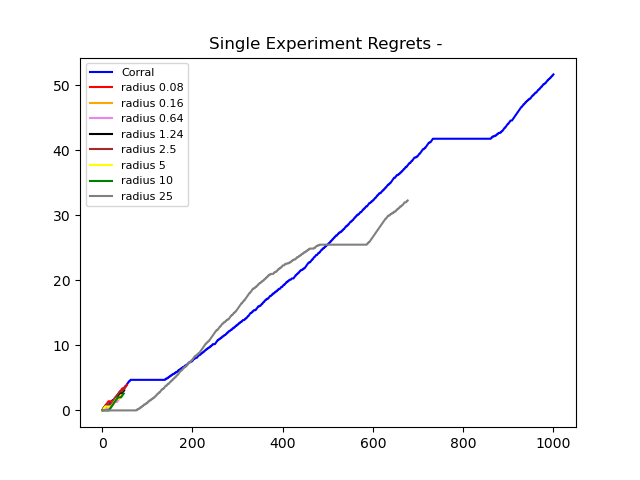 Single Experiment Regrets -
Corral
radius 0.08
radius 0.16
radius 0.64
radius 1.24
radius 2.5
radius 5
radius 10
radius 25
50
40
30
20
10
0
0 200 400 600 800 1000